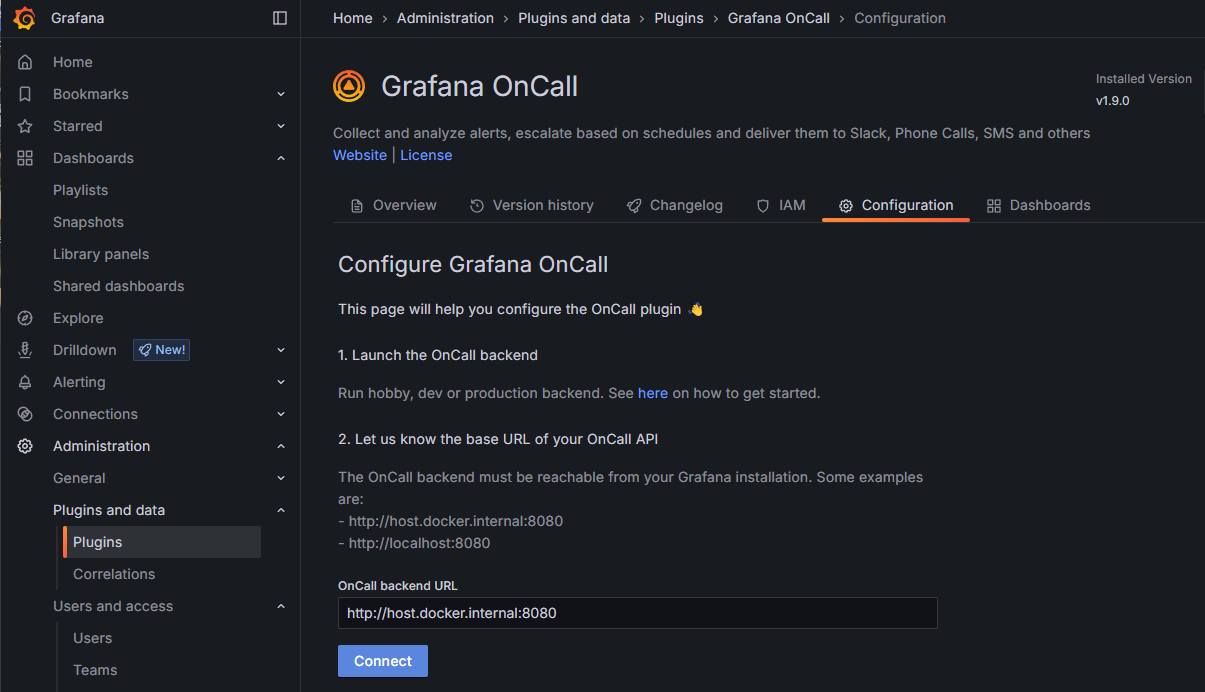 Grafana
Home › Administration › Plugins and data › Plugins › Grafana OnCall › Configuration
Home
Bookmarks
Starred
Dashboards
Playlists
Snapshots
Library panels
Shared dashboards
Explore
Drilldown New!
Alerting
Connections
Administration
General
Plugins and data
Plugins
Correlations
Users and access
Users
Teams
Grafana OnCall
Installed Version
v1.9.0
Collect and analyze alerts, escalate based on schedules and deliver them to Slack, Phone Calls, SMS and others
Website | License
Overview Version history Changelog IAM Configuration Dashboards
Configure Grafana OnCall
This page will help you configure the OnCall plugin 👋
1. Launch the OnCall backend
Run hobby, dev or production backend. See here on how to get started.
2. Let us know the base URL of your OnCall API
The OnCall backend must be reachable from your Grafana installation. Some examples
are:
- http://host.docker.internal:8080
- http://localhost:8080
OnCall backend URL
http://host.docker.internal:8080
Connect